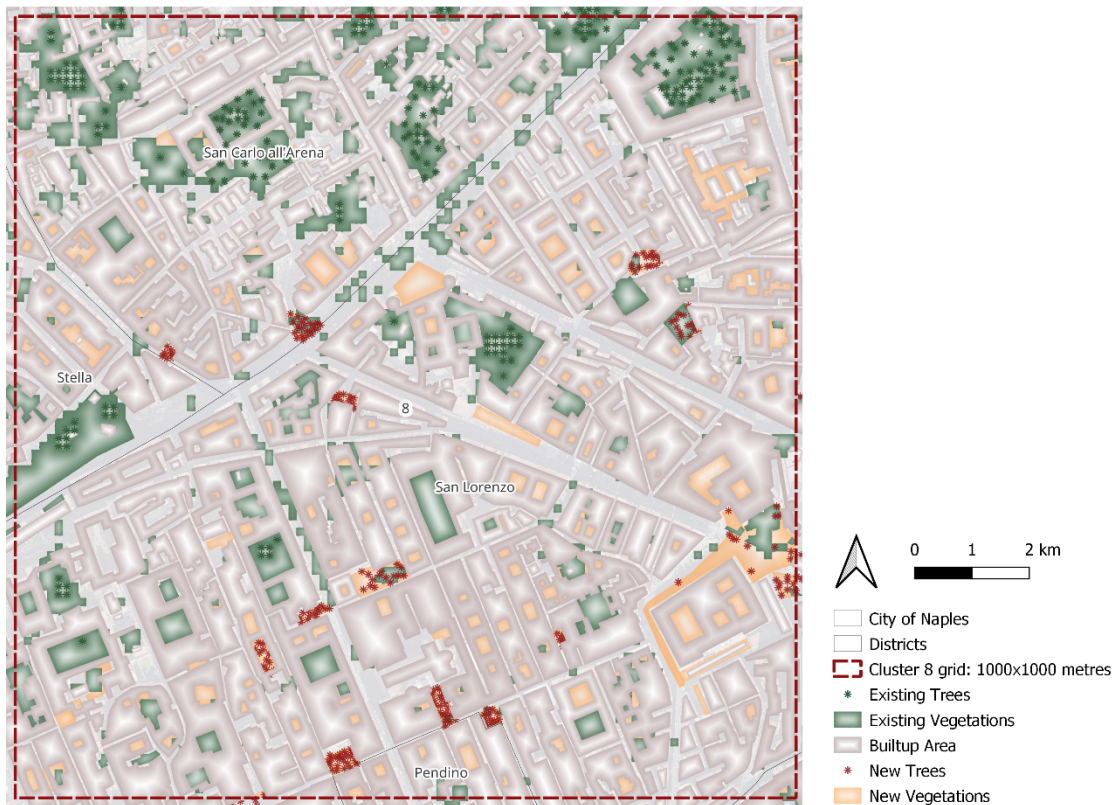 San Carlo all'Arena
Stella
8
San Lorenzo
Pendino
0 1 2 km
City of Naples
Districts
Cluster 8 grid: 1000x1000 metres
Existing Trees
Existing Vegetations
Builtup Area
New Trees
New Vegetations